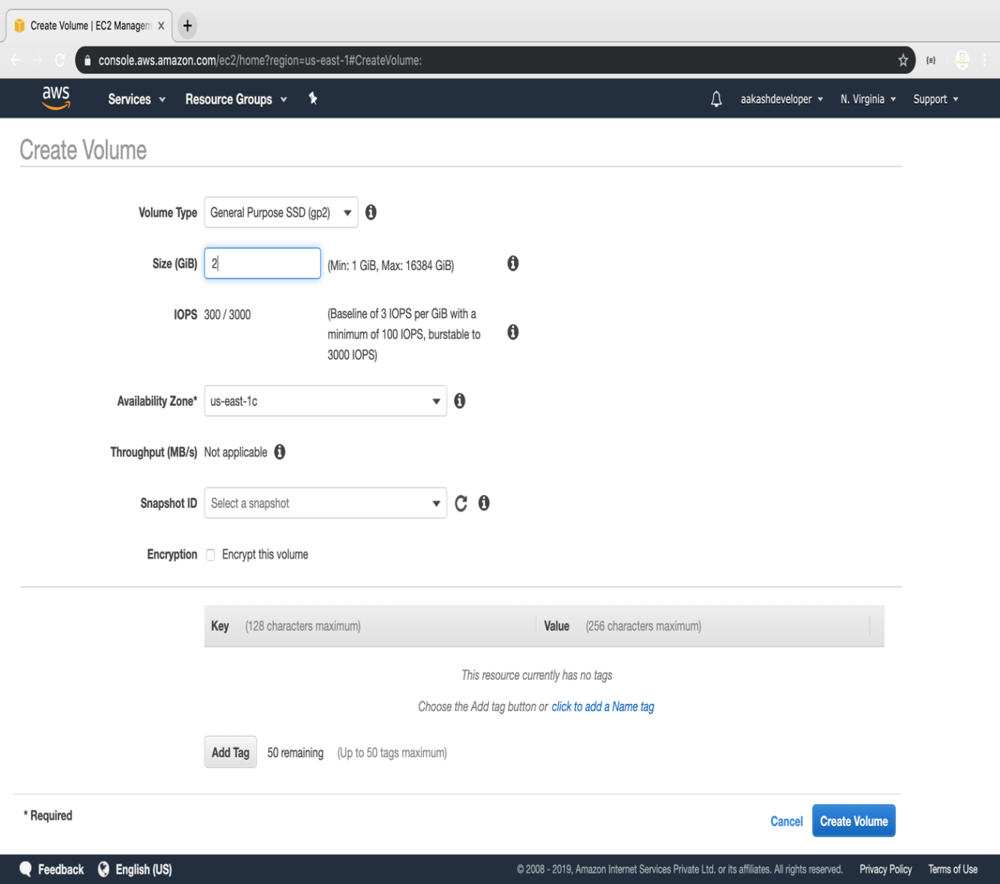 Create Volume | EC2 Managem
console.aws.amazon.com/ec2/home?region=us-east-1#CreateVolume:
aws Services Resource Groups aakashdeveloper N. Virginia Support
Create Volume
Volume Type General Purpose SSD (gp2)
Size (GiB) 2 (Min: 1 GiB, Max: 16384 GiB)
IOPS 300 / 3000 (Baseline of 3 IOPS per GiB with a
minimum of 100 IOPS, burstable to
3000 IOPS)
Availability Zone* us-east-1c
Throughput (MB/s) Not applicable
Snapshot ID Select a snapshot
Encryption Encrypt this volume
Key (128 characters maximum) Value (256 characters maximum)
This resource currently has no tags
Choose the Add tag button or click to add a Name tag
Add Tag 50 remaining (Up to 50 tags maximum)
* Required
Cancel Create Volume
Feedback English (US) © 2008 - 2019, Amazon Internet Services Private Ltd. or its affiliates. All rights reserved. Privacy Policy Terms of Use